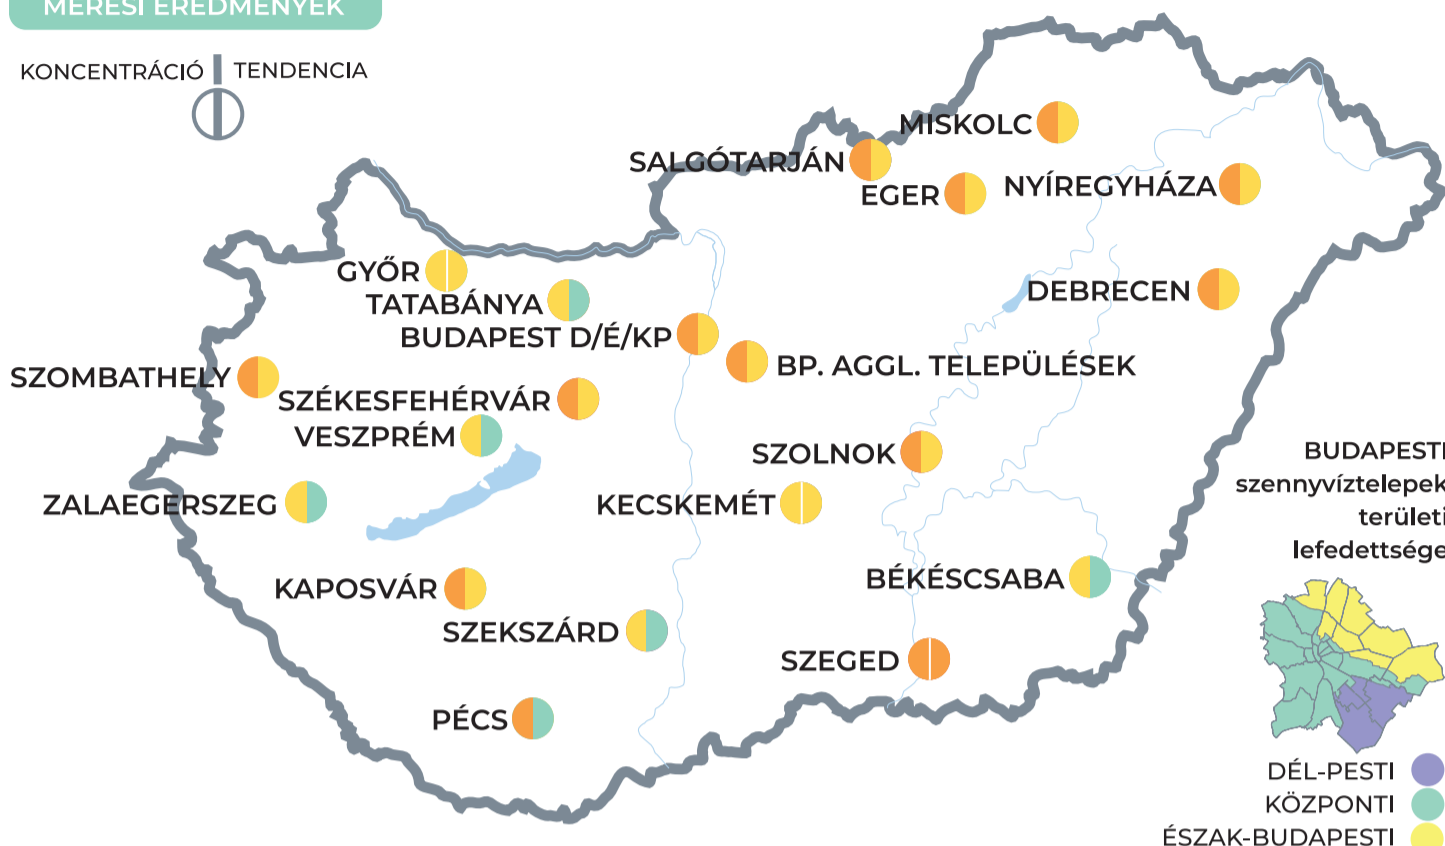 MÉRÉSI EREDMÉNYEK
KONCENTRÁCIÓ TENDENCIA
MISKOLC
SALGÓTARJÁN
EGER
NYÍREGYHÁZA
GYŐR
TATABÁNYA
DEBRECEN
BUDAPEST D/É/KP
BP. AGGL. TELEPÜLÉSEK
SZOMBATHELY
SZÉKESFEHÉRVÁR
VESZPRÉM
SZOLNOK
ZALAEGERSZEG
KECSKEMÉT
BÉKÉSCSABA
KAPOSVÁR
SZEKSZÁRD
SZEGED
PÉCS
BUDAPESTI
szennyvíztelepek
területi
lefedettsége
DÉL-PESTI
KÖZPONTI
ÉSZAK-BUDAPESTI